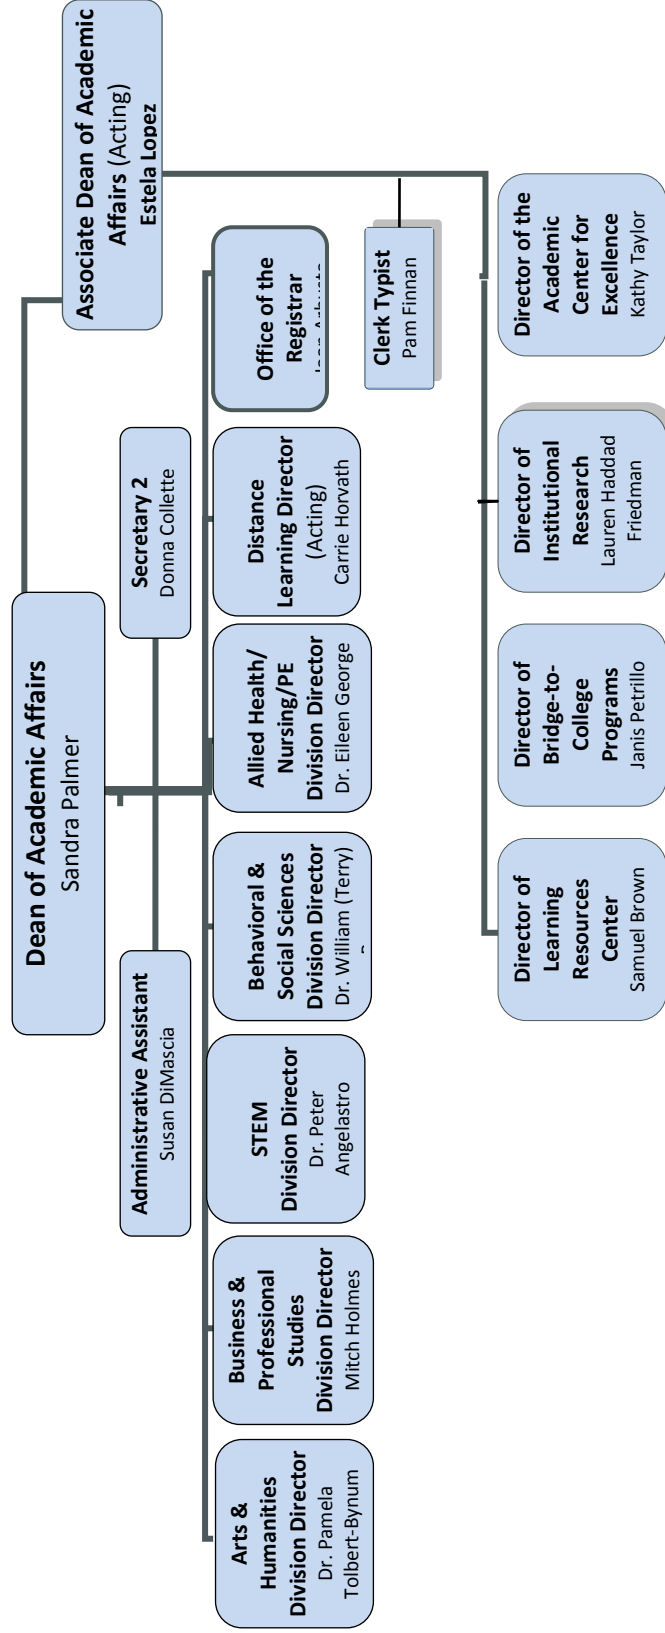 Dean of Academic Affairs
Sandra Palmer
Associate Dean of Academic
Affairs (Acting)
Estela Lopez
Administrative Assistant
Susan DiMascia
Secretary 2
Donna Collette
Arts &
Humanities
Division Director
Dr. Pamela
Tolbert-Bynum
Business &
Professional
Studies
Division Director
Mitch Holmes
STEM
Division Director
Dr. Peter
Angelastro
Behavioral &
Social Sciences
Division Director
Dr. William (Terry)
Allied Health/
Nursing/PE
Division Director
Dr. Eileen George
Distance
Learning Director
(Acting)
Carrie Horvath
Office of the
Registrar
Clerk Typist
Pam Finnan
Director of
Learning
Resources
Center
Samuel Brown
Director of
Bridge-to-
College
Programs
Janis Petrillo
Director of
Institutional
Research
Lauren Haddad
Friedman
Director of the
Academic
Center for
Excellence
Kathy Taylor